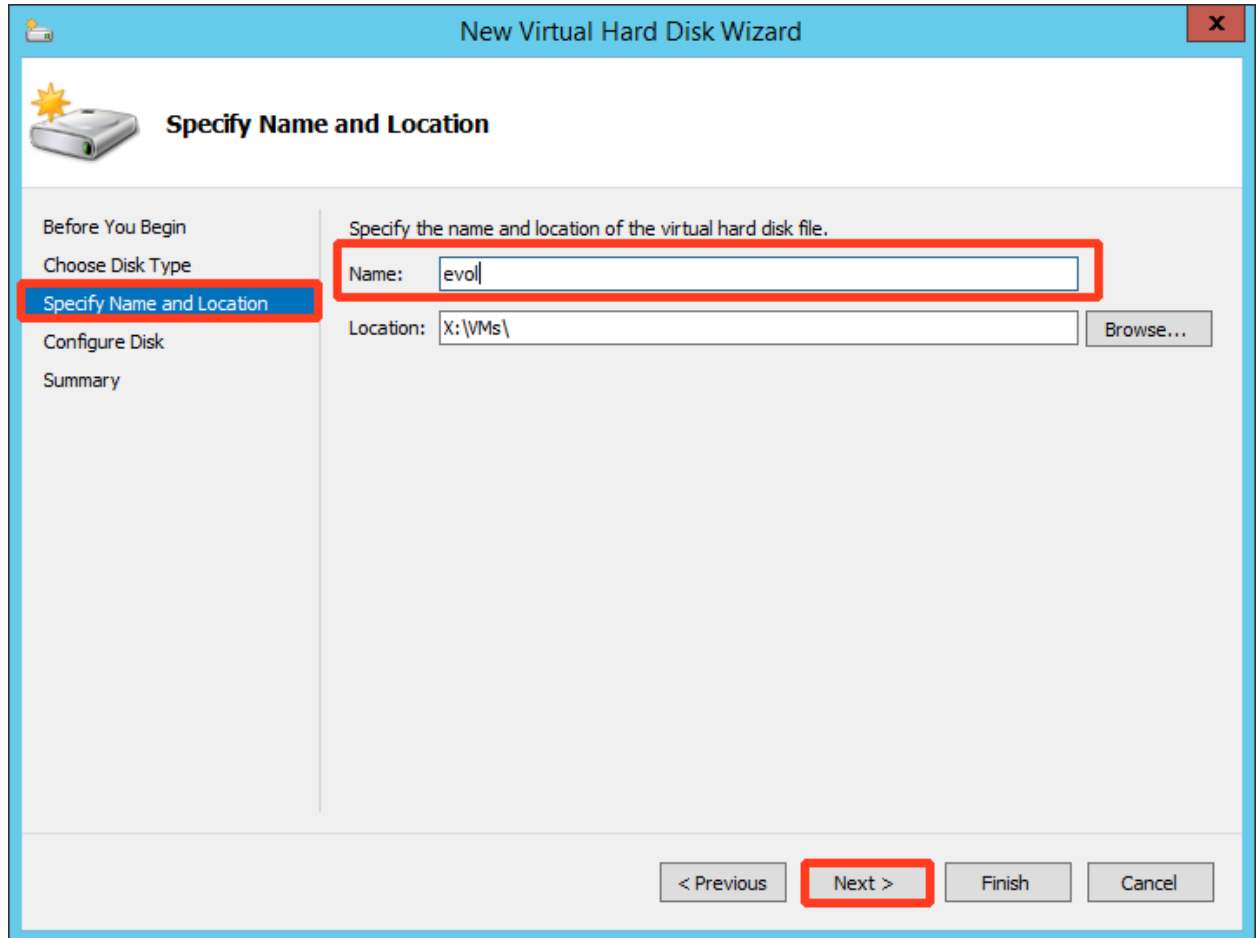 New Virtual Hard Disk Wizard
x
Specify Name and Location
Before You Begin
Choose Disk Type
Specify Name and Location
Configure Disk
Summary
Specify the name and location of the virtual hard disk file.
Name: evol
Location: X:\VMs\ Browse...
< Previous Next > Finish Cancel